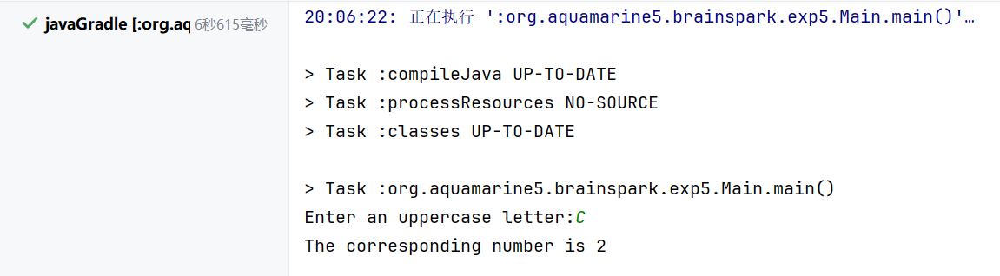 javaGradle [:org.aq 6秒615毫秒
20:06:22: 正在执行 ':org.aquamarine5.brainspark.exp5.Main.main()'…
> Task :compileJava UP-TO-DATE
> Task :processResources NO-SOURCE
> Task :classes UP-TO-DATE
> Task :org.aquamarine5.brainspark.exp5.Main.main()
Enter an uppercase letter:C
The corresponding number is 2